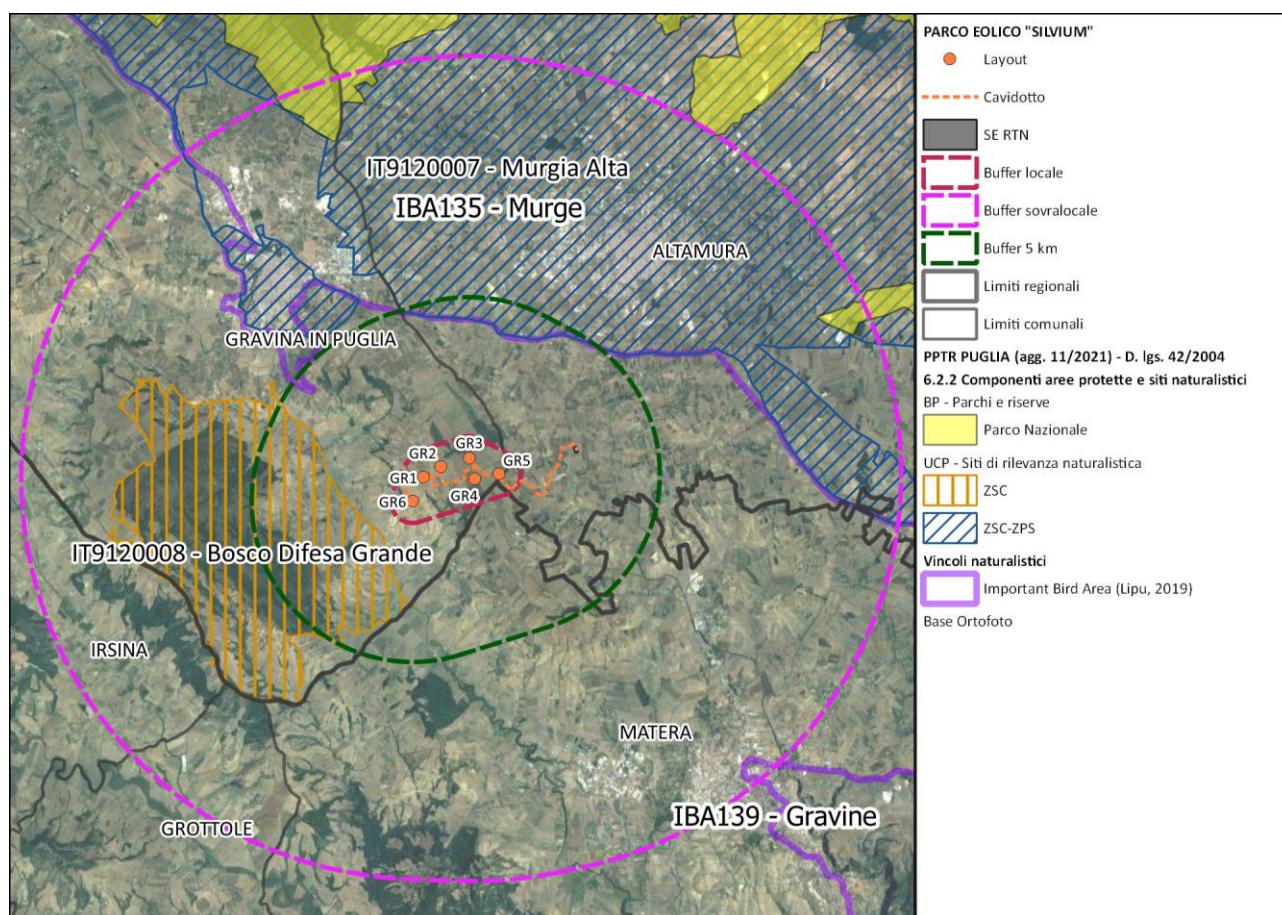 IT9120007 - Murgia Alta
IBA135 - Murge
ALTAMURA
GRAVINA IN PUGLIA
GR3
GR2
GR5
GR1
GR4
GR6
IT9120008 - Bosco Difesa Grande
IRSINA
MATERA
IBA139 - Gravine
GROTTOLE
PARCO EOLICO "SILVIUM"
Layout
Cavidotto
SE RTN
Buffer locale
Buffer sovralocale
Buffer 5 km
Limiti regionali
Limiti comunali
PPTR PUGLIA (agg. 11/2021) - D. lgs. 42/2004
6.2.2 Componenti aree protette e siti naturalistici
BP - Parchi e riserve
Parco Nazionale
UCP - Siti di rilevanza naturalistica
ZSC
ZSC-ZPS
Vincoli naturalistici
Important Bird Area (Lipu, 2019)
Base Ortofoto